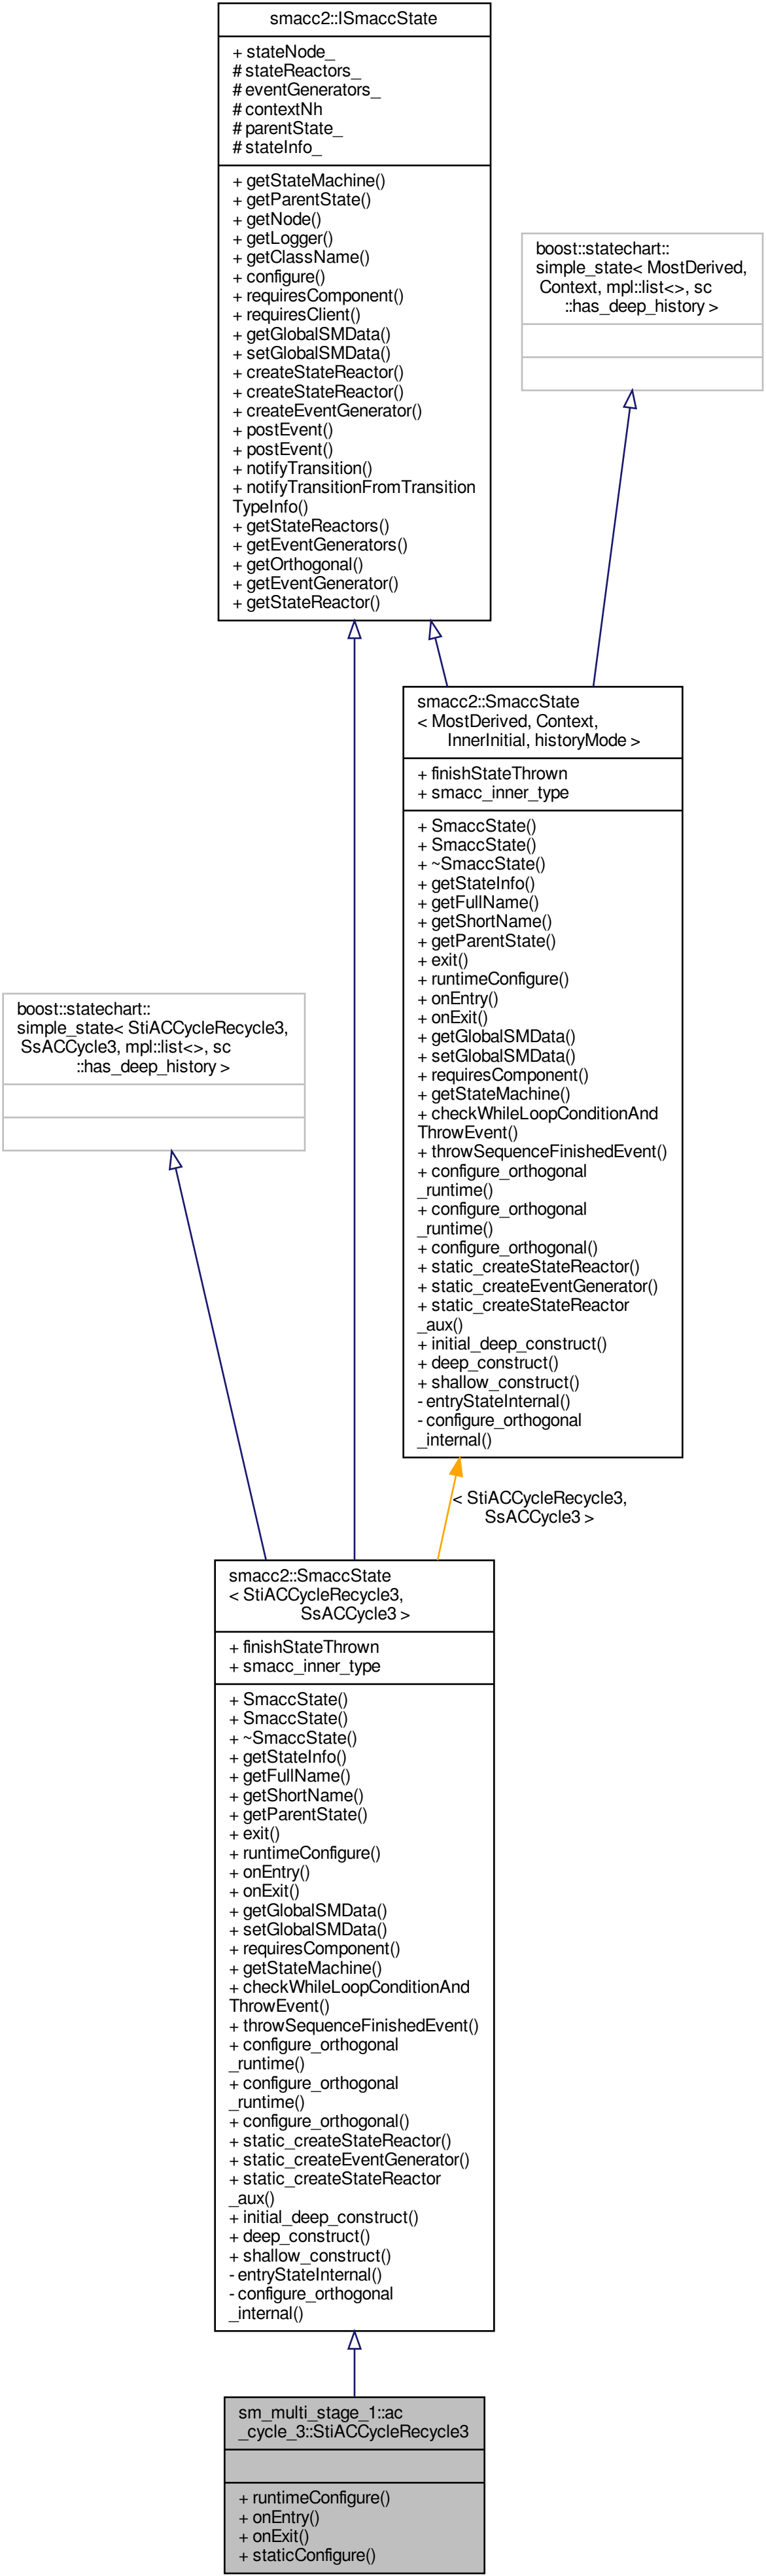 smacc2::ISmaccState
+ stateNode_
# stateReactors_
# eventGenerators_
# contextNh
# parentState_
# stateInfo_
+ getStateMachine()
+ getParentState()
+ getNode()
+ getLogger()
+ getClassName()
+ configure()
+ requiresComponent()
+ requiresClient()
+ getGlobalSMData()
+ setGlobalSMData()
+ createStateReactor()
+ createStateReactor()
+ createEventGenerator()
+ postEvent()
+ postEvent()
+ notifyTransition()
+ notifyTransitionFromTransition
TypeInfo()
+ getStateReactors()
+ getEventGenerators()
+ getOrthogonal()
+ getEventGenerator()
+ getStateReactor()
boost::statechart::
simple_state< MostDerived,
Context, mpl::list<>, sc
::has_deep_history >
smacc2::SmaccState
< MostDerived, Context,
InnerInitial, historyMode >
+ finishStateThrown
+ smacc_inner_type
+ SmaccState()
+ SmaccState()
+ ~SmaccState()
+ getStateInfo()
+ getFullName()
+ getShortName()
+ getParentState()
+ exit()
+ runtimeConfigure()
+ onEntry()
+ onExit()
+ getGlobalSMData()
+ setGlobalSMData()
+ requiresComponent()
+ getStateMachine()
+ checkWhileLoopConditionAnd
ThrowEvent()
+ throwSequenceFinishedEvent()
+ configure_orthogonal
_runtime()
+ configure_orthogonal
_runtime()
+ configure_orthogonal()
+ static_createStateReactor()
+ static_createEventGenerator()
+ static_createStateReactor
_aux()
+ initial_deep_construct()
+ deep_construct()
+ shallow_construct()
- entryStateInternal()
- configure_orthogonal
_internal()
boost::statechart::
simple_state< StiACCycleRecycle3,
SsACCycle3, mpl::list<>, sc
::has_deep_history >
< StiACCycleRecycle3,
SsACCycle3 >
smacc2::SmaccState
< StiACCycleRecycle3,
SsACCycle3 >
+ finishStateThrown
+ smacc_inner_type
+ SmaccState()
+ SmaccState()
+ ~SmaccState()
+ getStateInfo()
+ getFullName()
+ getShortName()
+ getParentState()
+ exit()
+ runtimeConfigure()
+ onEntry()
+ onExit()
+ getGlobalSMData()
+ setGlobalSMData()
+ requiresComponent()
+ getStateMachine()
+ checkWhileLoopConditionAnd
ThrowEvent()
+ throwSequenceFinishedEvent()
+ configure_orthogonal
_runtime()
+ configure_orthogonal
_runtime()
+ configure_orthogonal()
+ static_createStateReactor()
+ static_createEventGenerator()
+ static_createStateReactor
_aux()
+ initial_deep_construct()
+ deep_construct()
+ shallow_construct()
- entryStateInternal()
- configure_orthogonal
_internal()
sm_multi_stage_1::ac
_cycle_3::StiACCycleRecycle3
+ runtimeConfigure()
+ onEntry()
+ onExit()
+ staticConfigure()